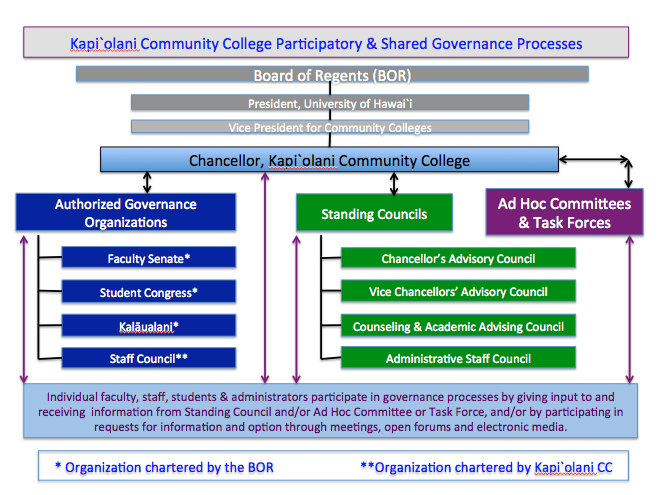 Kapi`olani Community College Participatory & Shared Governance Processes
Board of Regents (BOR)
President, University of Hawai`i
Vice President for Community Colleges
Chancellor, Kapi`olani Community College
Authorized Governance
Organizations
Faculty Senate*
Student Congress*
Kalāualani*
Staff Council**
Standing Councils
Chancellor's Advisory Council
Vice Chancellors' Advisory Council
Counseling & Academic Advising Council
Administrative Staff Council
Ad Hoc Committees
& Task Forces
Individual faculty, staff, students & administrators participate in governance processes by giving input to and
receiving information from Standing Council and/or Ad Hoc Committee or Task Force, and/or by participating in
requests for information and option through meetings, open forums and electronic media.
* Organization chartered by the BOR
**Organization chartered by Kapi`olani CC